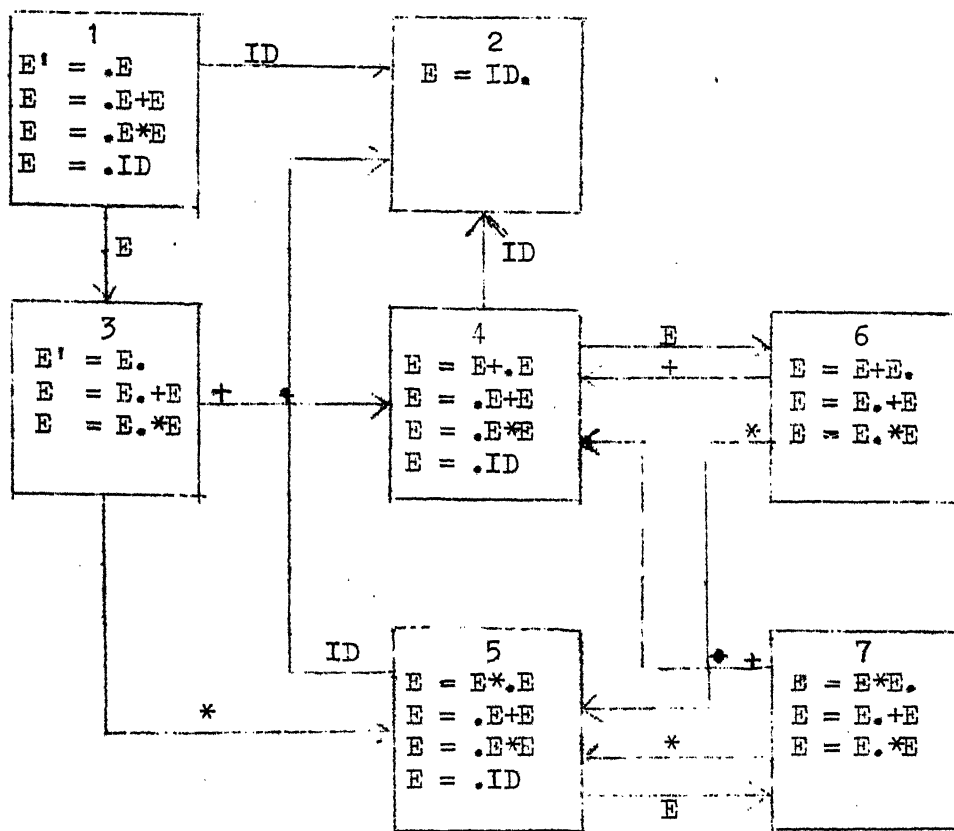 1
E' = .E
E = .E+E
E = .E*E
E = .ID
ID
2
E = ID.
E
ID
3
E' = E.
E = E.+E
E = E.*E
+
4
E = E+.E
E = .E+E
E = .E*E
E = .ID
E
+
*
6
E = E+E.
E = E.+E
E = E.*E
ID
*
5
E = E*.E
E = .E+E
E = .E*E
E = .ID
+
*
E
7
E = E*E.
E = E.+E
E = E.*E